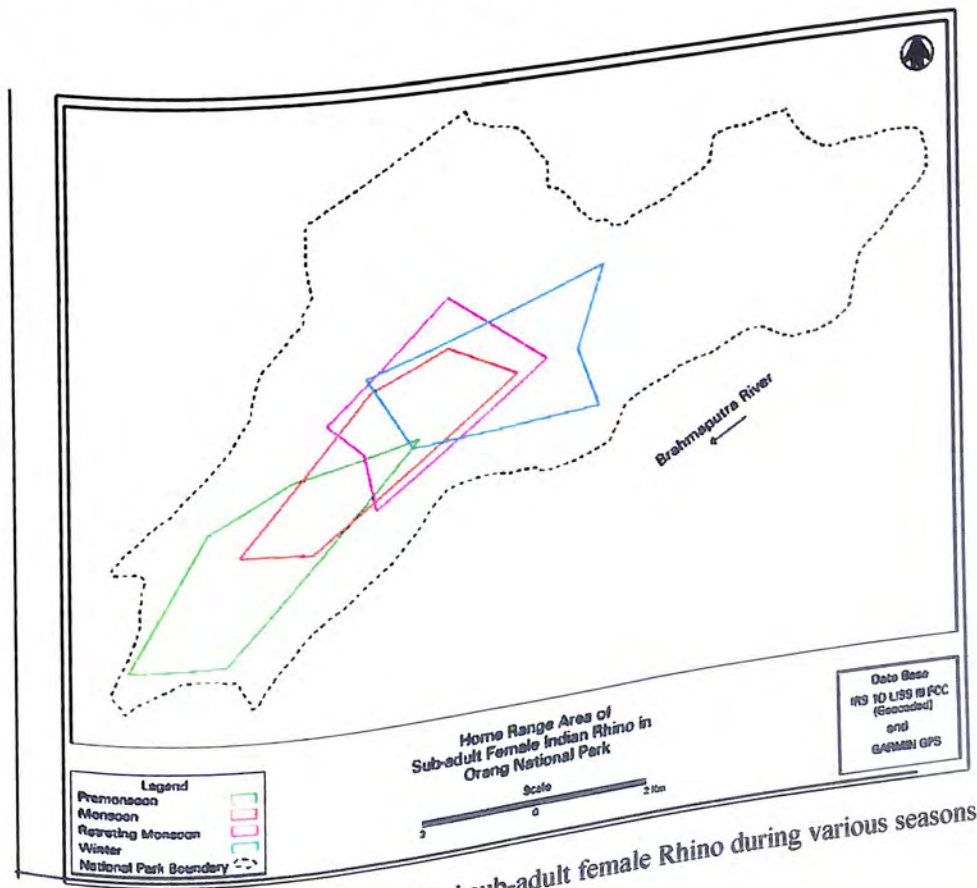 Brahmaputra River
Home Range Area of
Sub-adult Female Indian Rhino in
Orang National Park
Scale
2 0 2 Km
Legend
Premonsoon
Monsoon
Retreting Monsoon
Winter
National Park Boundary
Data Base
IRS 1D LISS III FCC
(Geocoded)
and
GARMIN GPS
sub-adult female Rhino during various seasons